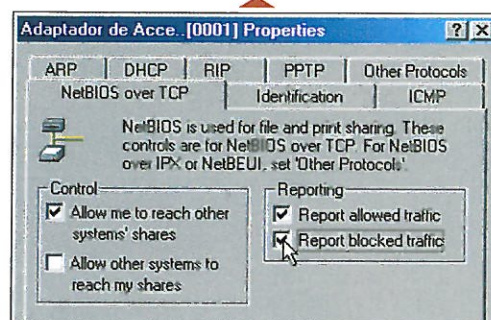 Adaptador de Acce..[0001] Properties
ARP DHCP RIP PPTP Other Protocols
NetBIOS over TCP Identification ICMP
NetBIOS is used for file and print sharing. These
controls are for NetBIOS over TCP. For NetBIOS
over IPX or NetBEUI, set 'Other Protocols'.
Control
Allow me to reach other
systems' shares
Allow other systems to
reach my shares
Reporting
Report allowed traffic
Report blocked traffic